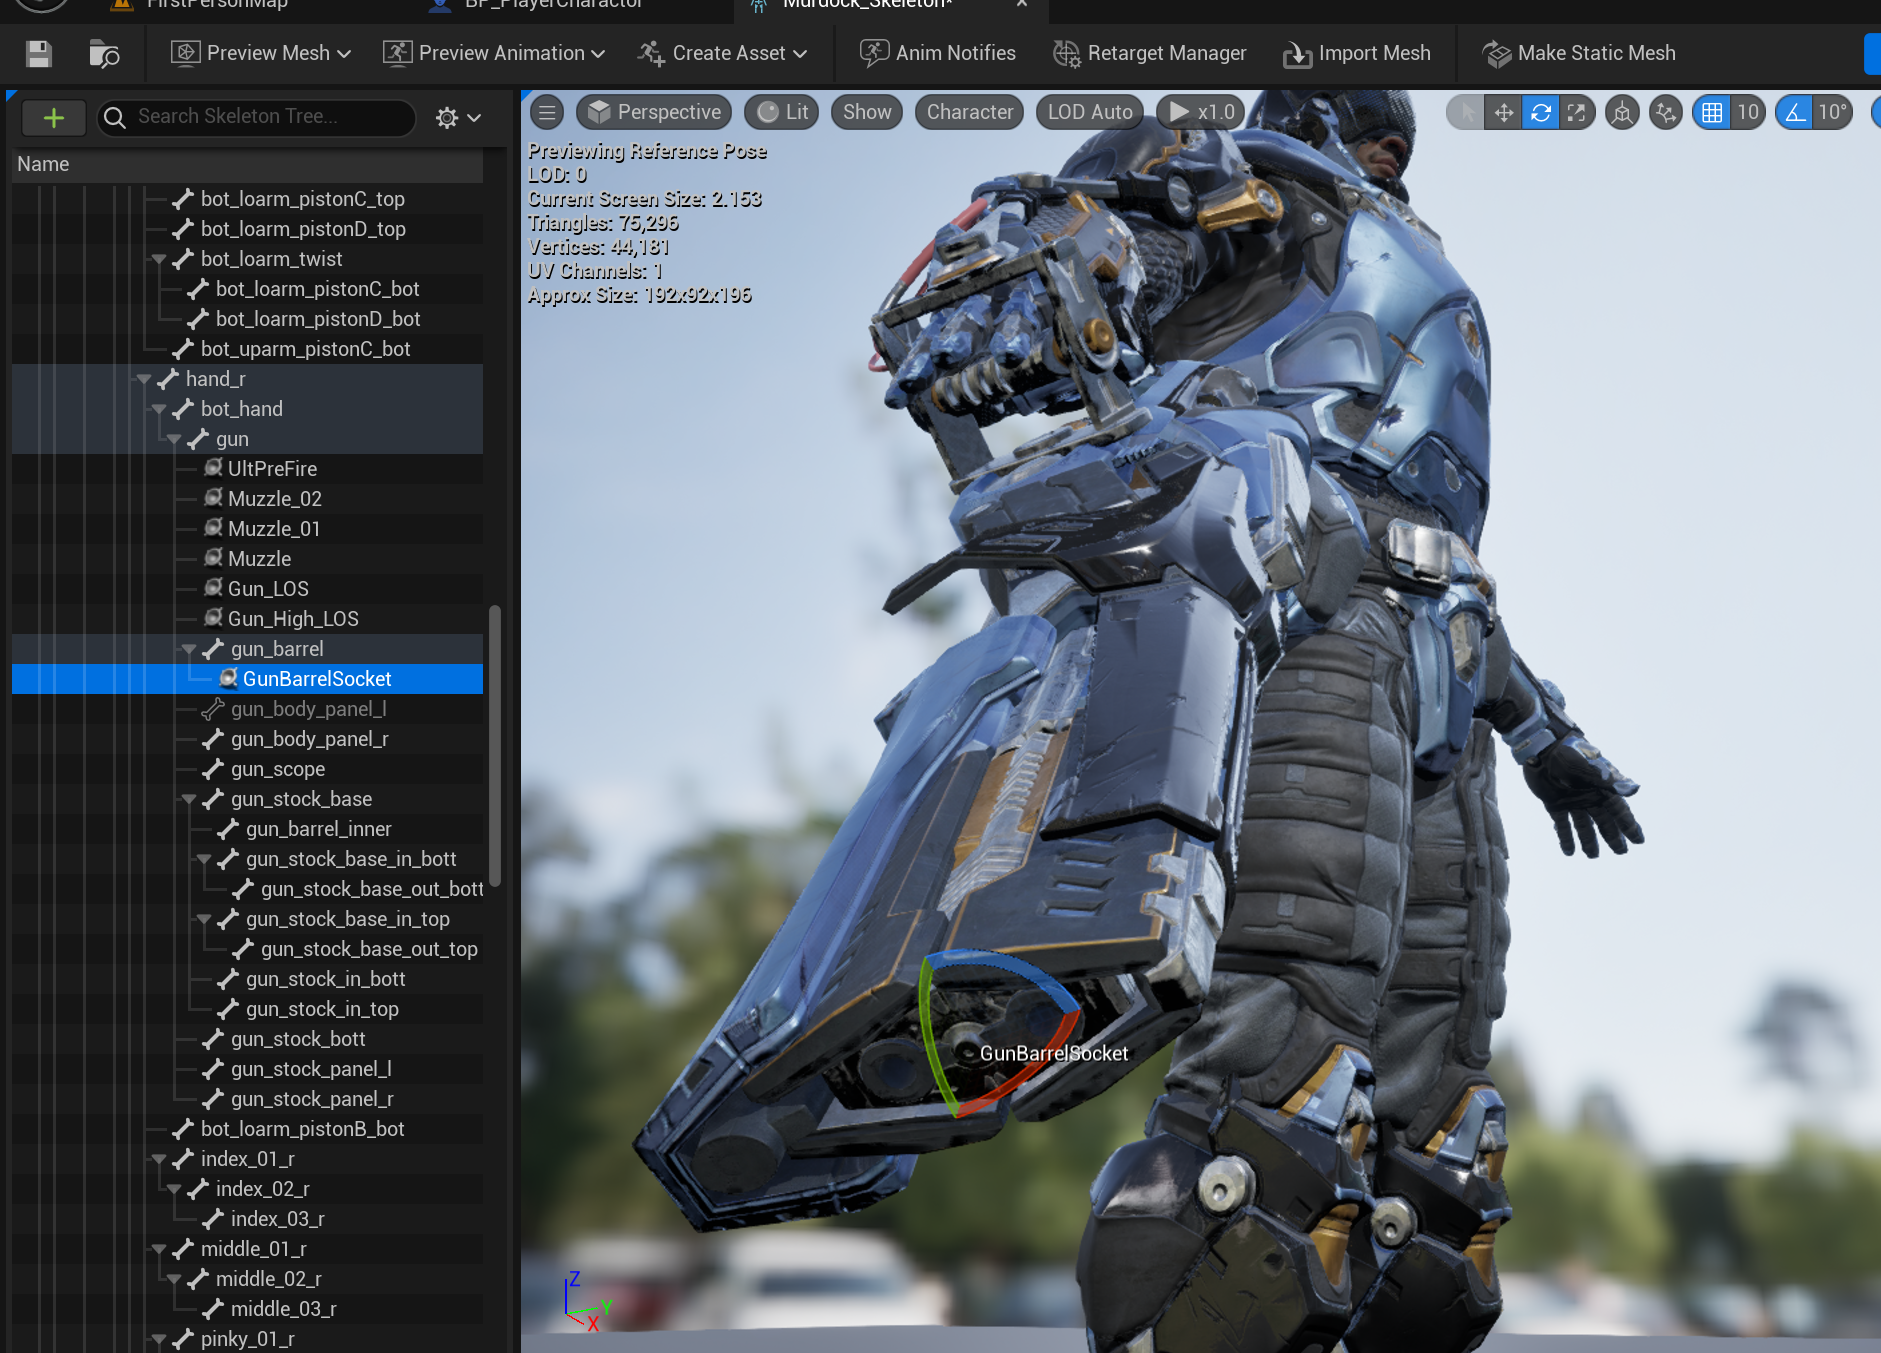 FirstPersonMap
BP_PlayerCharactor
Murdock_Skeleton*
Preview Mesh
Preview Animation
Create Asset
Anim Notifies
Retarget Manager
Import Mesh
Make Static Mesh
Search Skeleton Tree...
Perspective
Lit
Show
Character
LOD Auto
x1.0
10
10°
Name
Previewing Reference Pose
LOD: 0
Current Screen Size: 2.153
Triangles: 75,296
Vertices: 44,181
UV Channels: 1
Approx Size: 192x92x196
bot_loarm_pistonC_top
bot_loarm_pistonD_top
bot_loarm_twist
bot_loarm_pistonC_bot
bot_loarm_pistonD_bot
bot_uparm_pistonC_bot
hand_r
bot_hand
gun
UltPreFire
Muzzle_02
Muzzle_01
Muzzle
Gun_LOS
Gun_High_LOS
gun_barrel
GunBarrelSocket
gun_body_panel_l
gun_body_panel_r
gun_scope
gun_stock_base
gun_barrel_inner
gun_stock_base_in_bott
gun_stock_base_out_bott
gun_stock_base_in_top
gun_stock_base_out_top
gun_stock_in_bott
gun_stock_in_top
gun_stock_bott
gun_stock_panel_l
gun_stock_panel_r
bot_loarm_pistonB_bot
index_01_r
index_02_r
index_03_r
middle_01_r
middle_02_r
middle_03_r
pinky_01_r
GunBarrelSocket
Z
Y
X